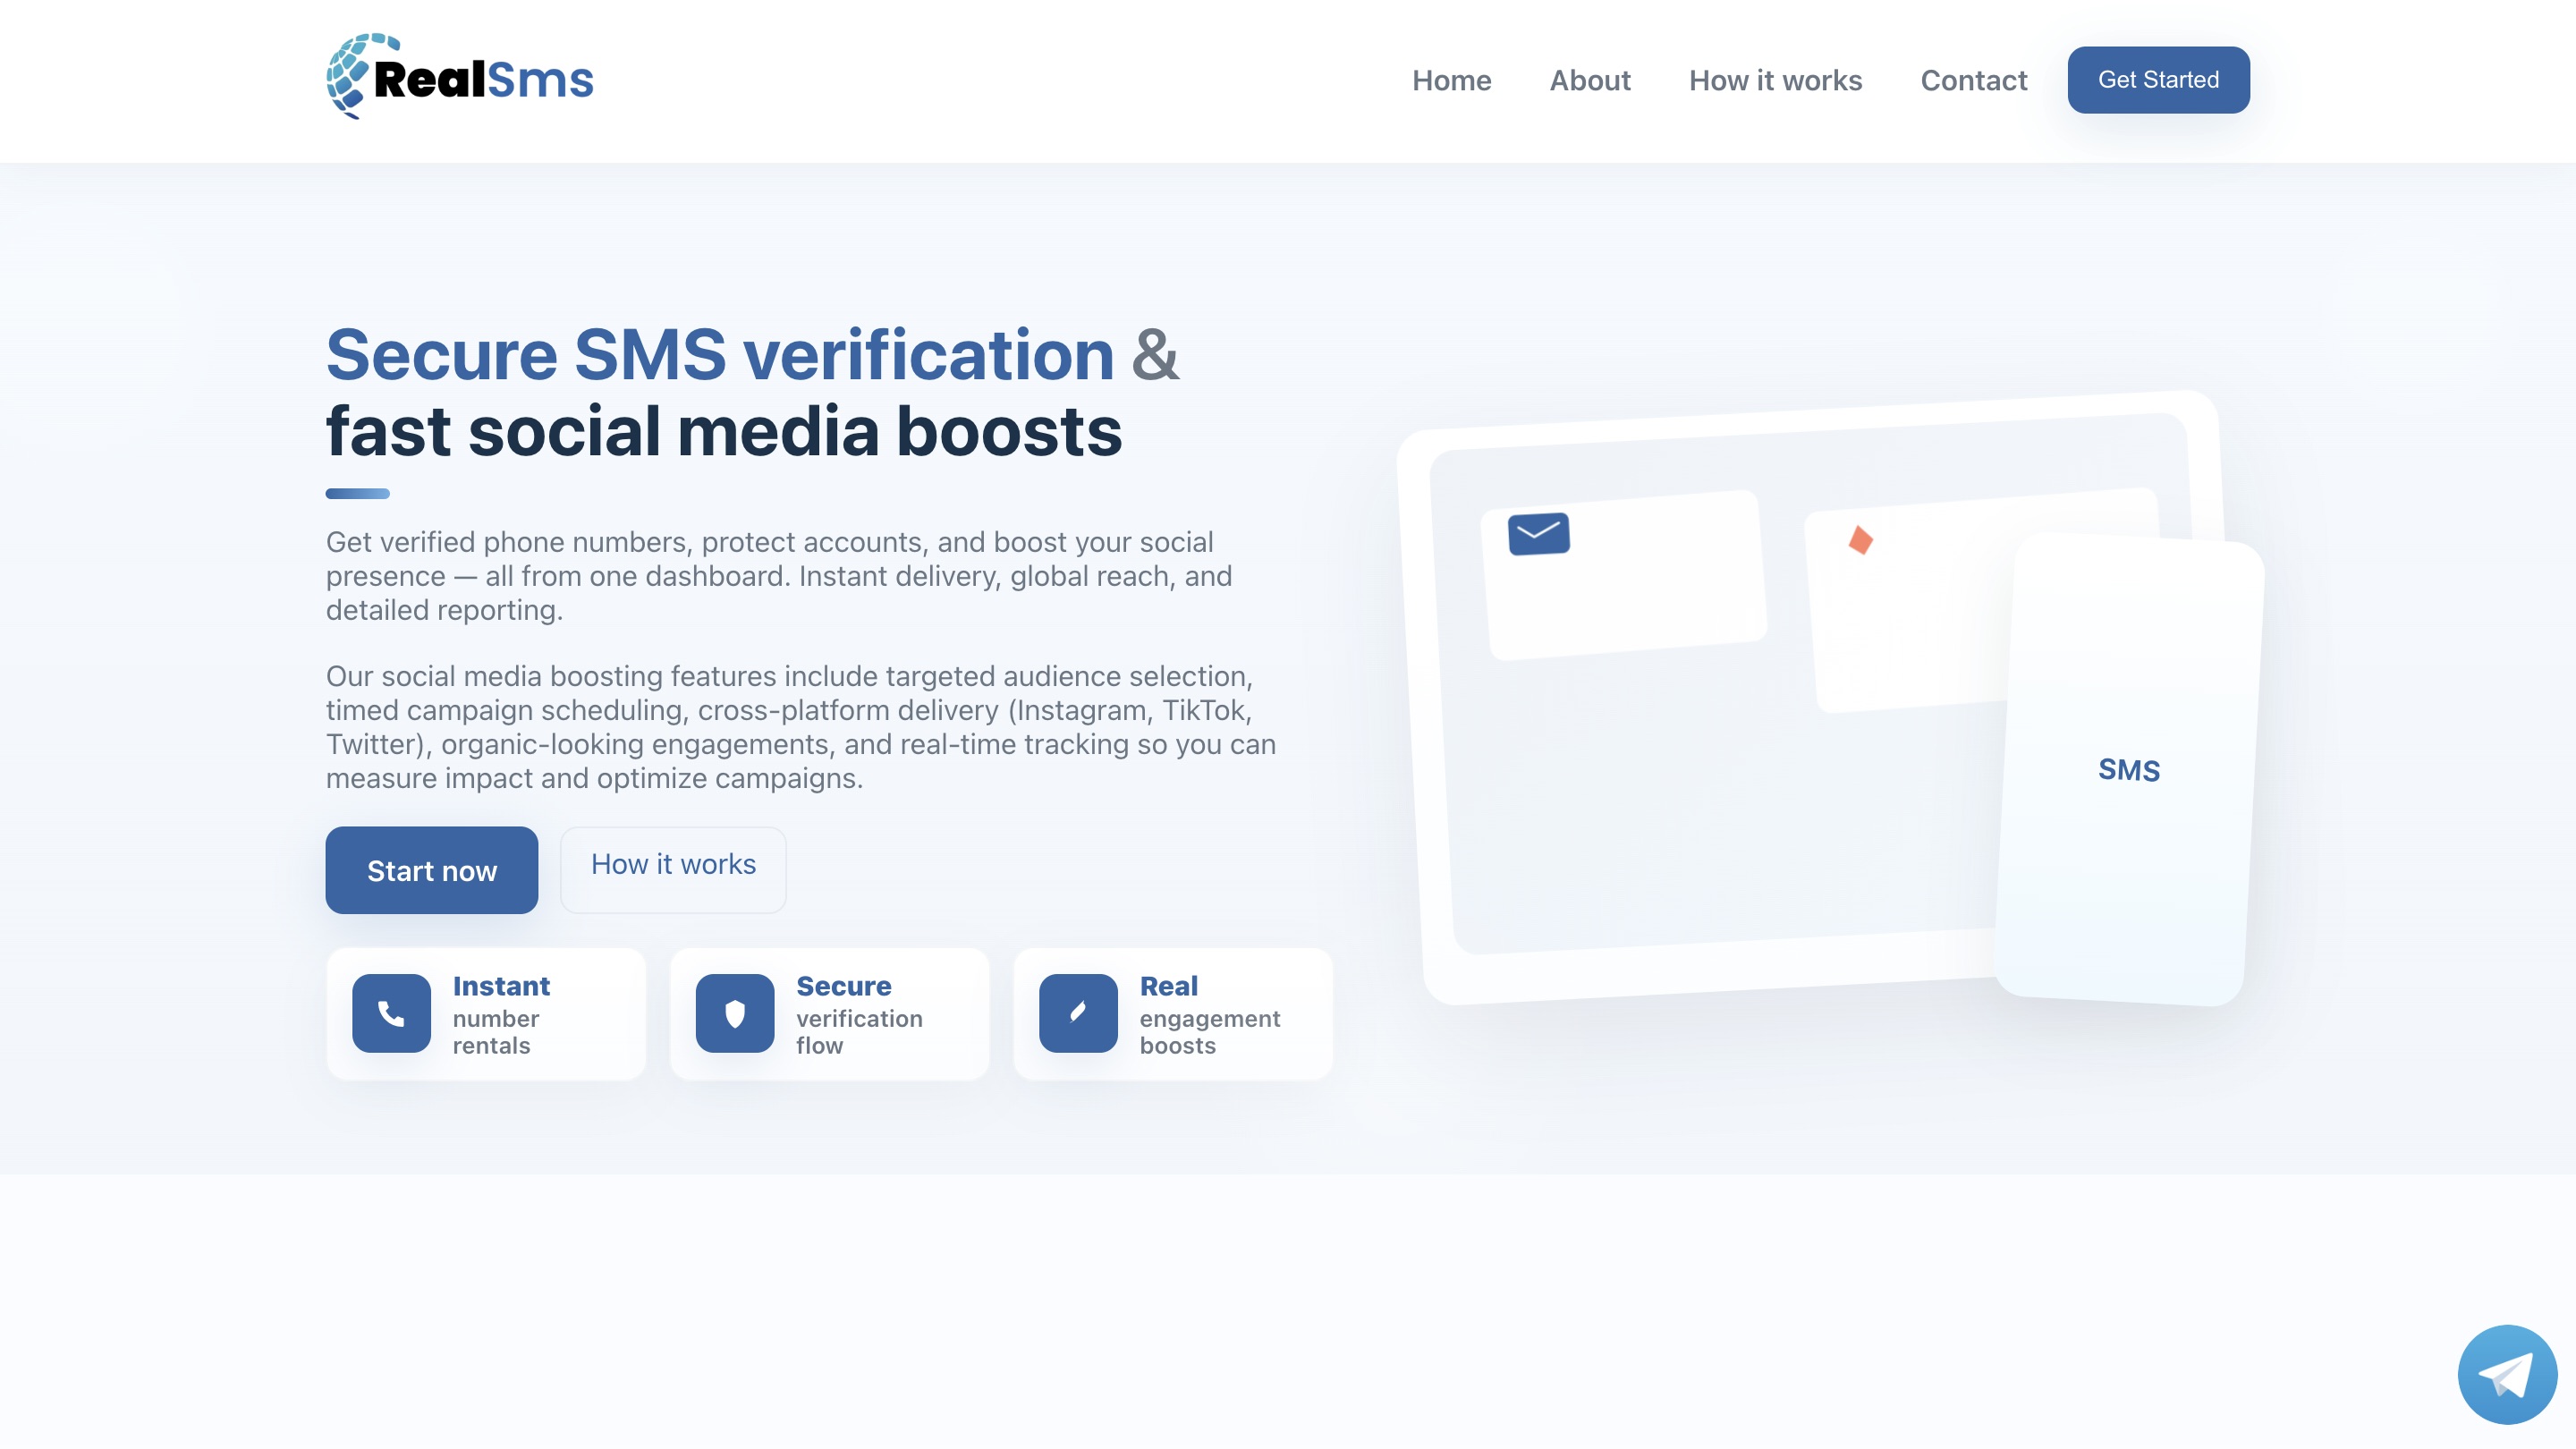 RealSms
Home
About
How it works
Contact
Get Started
Secure SMS verification &
fast social media boosts
Get verified phone numbers, protect accounts, and boost your social
presence — all from one dashboard. Instant delivery, global reach, and
detailed reporting.
Our social media boosting features include targeted audience selection,
timed campaign scheduling, cross-platform delivery (Instagram, TikTok,
Twitter), organic-looking engagements, and real-time tracking so you can
measure impact and optimize campaigns.
Start now
How it works
Instant
number
rentals
Secure
verification
flow
Real
engagement
boosts
SMS